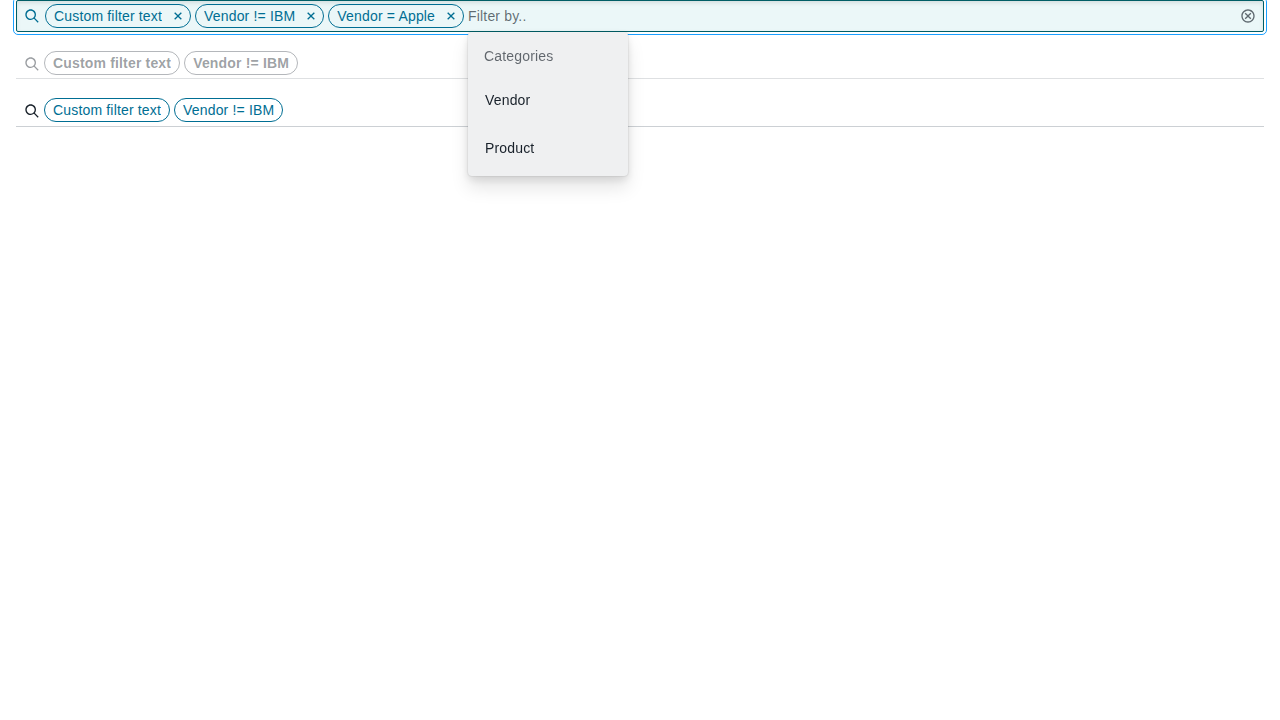 Custom filter text Vendor != IBM Vendor = Apple Filter by..
Categories
Custom filter text Vendor != IBM
Vendor
Custom filter text Vendor != IBM
Product